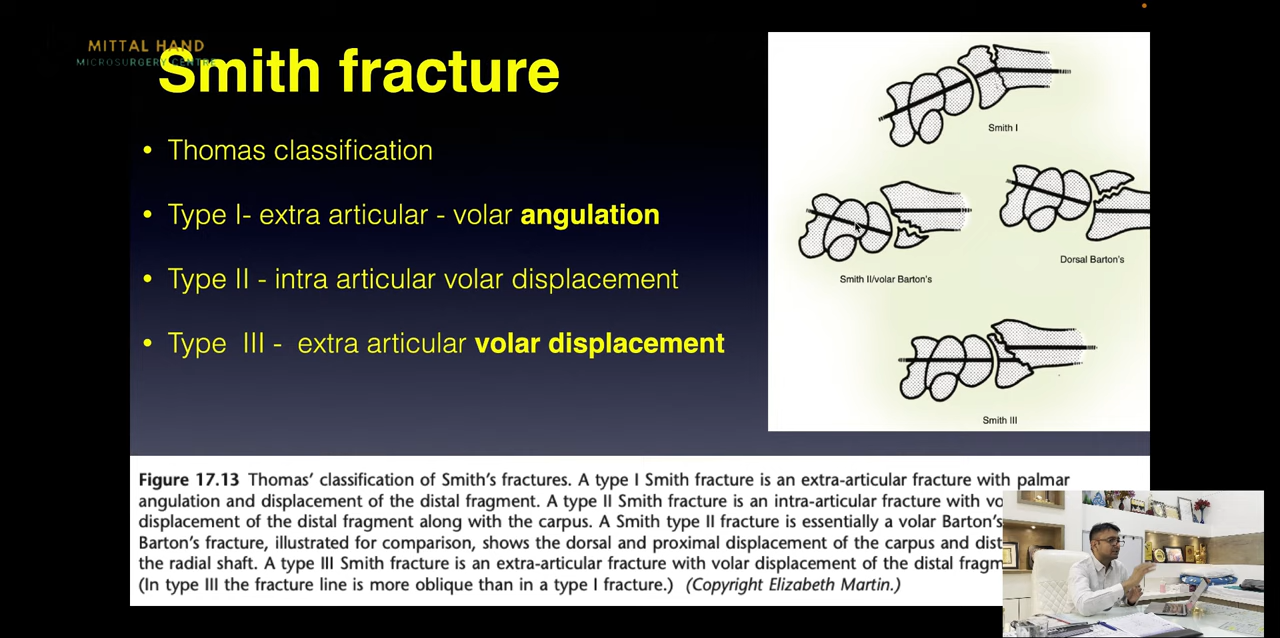 MITTAL HAND
MICROSURGERY CENTRE
Smith fracture
• Thomas classification
• Type I- extra articular - volar angulation
• Type II - intra articular volar displacement
• Type III - extra articular volar displacement
Smith I
Smith II/volar Barton's
Dorsal Barton's
Smith III
Figure 17.13 Thomas' classification of Smith's fractures. A type I Smith fracture is an extra-articular fracture with palmar
angulation and displacement of the distal fragment. A type II Smith fracture is an intra-articular fracture with
displacement of the distal fragment along with the carpus. A Smith type II fracture is essentially a volar Barton's
Barton's fracture, illustrated for comparison, shows the dorsal and proximal displacement of the carpus and
the radial shaft. A type III Smith fracture is an extra-articular fracture with volar displacement of the distal
(In type III the fracture line is more oblique than in a type I fracture.) (Copyright Elizabeth Martin.)